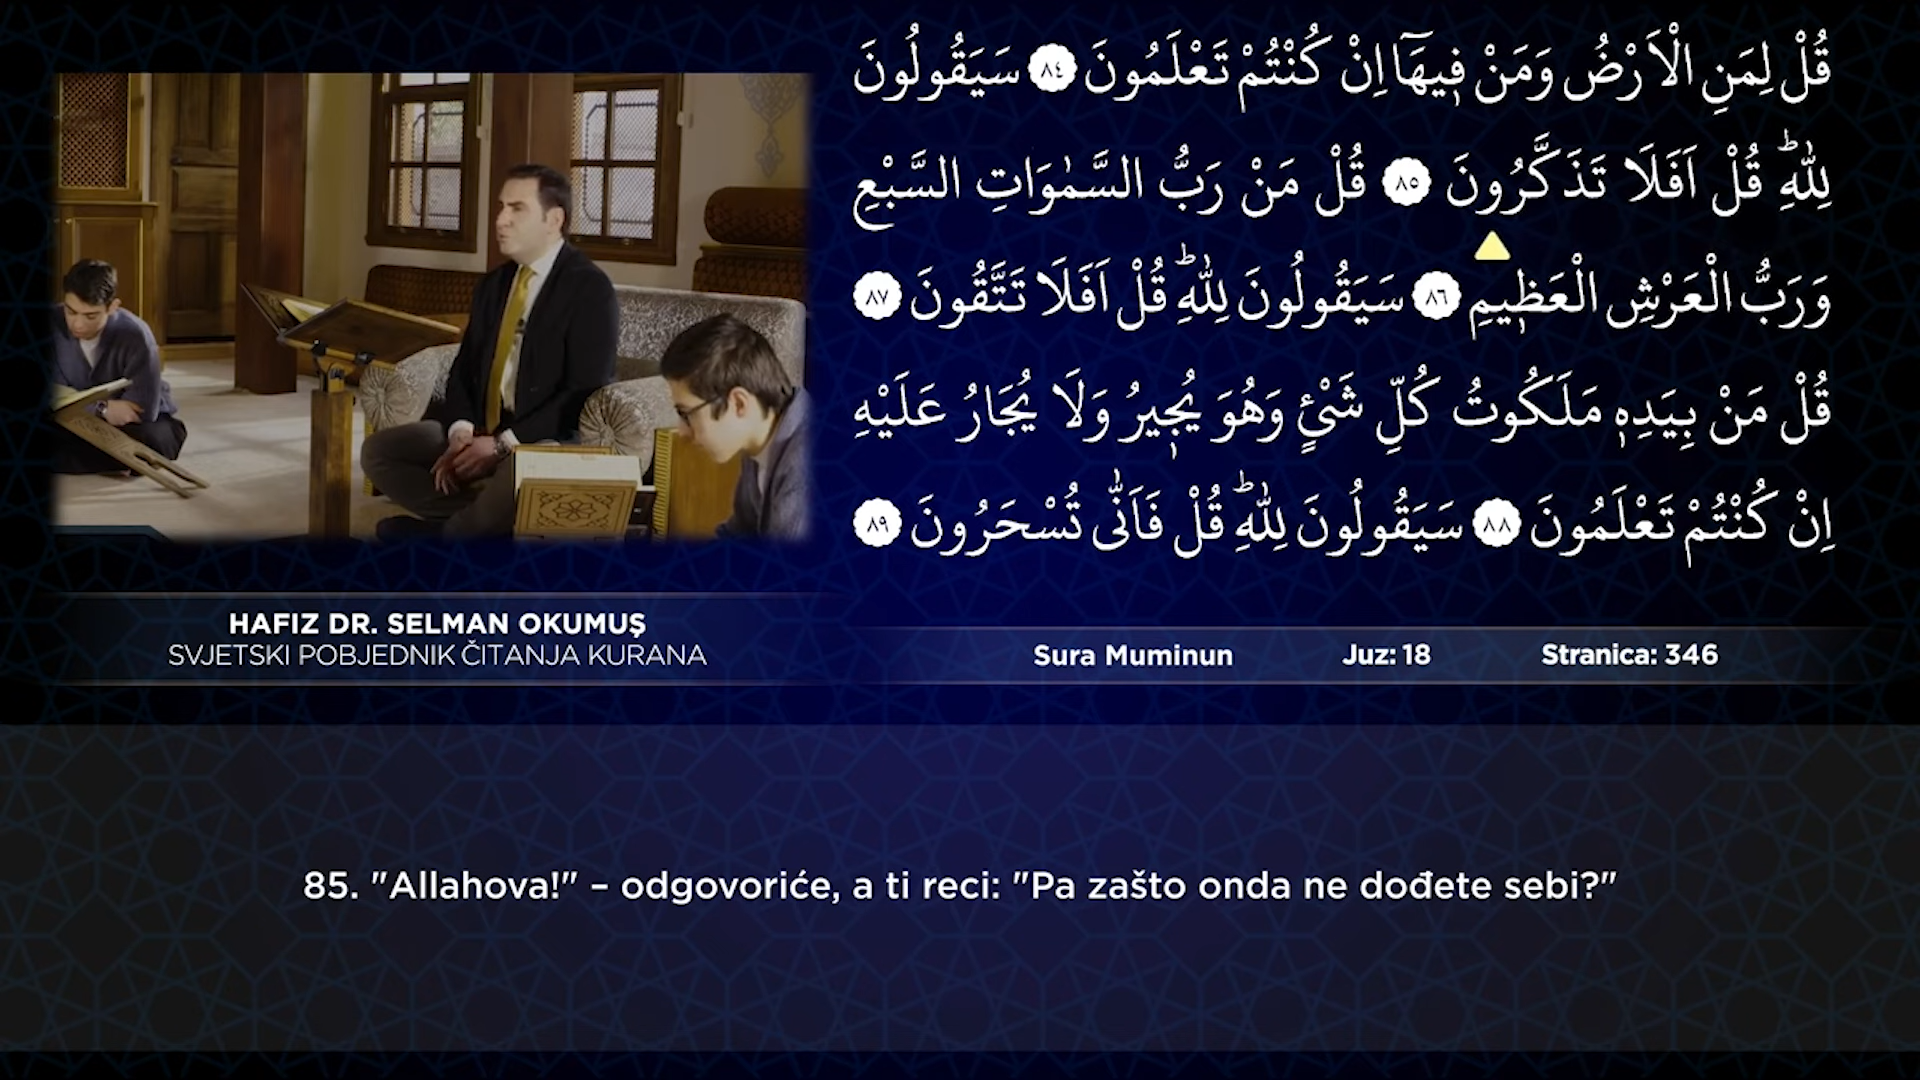 قُلْ لِمَنِ الْاَرْضُ وَمَنْ فٖيهَٓا اِنْ كُنْتُمْ تَعْلَمُونَ ﴿٨٤﴾ سَيَقُولُونَ
لِلّٰهِؕ قُلْ اَفَلَا تَذَكَّرُونَ ﴿٨٥﴾ قُلْ مَنْ رَبُّ السَّمٰوَاتِ السَّبْعِ
وَرَبُّ الْعَرْشِ الْعَظٖيمِ ﴿٨٦﴾ سَيَقُولُونَ لِلّٰهِؕ قُلْ اَفَلَا تَتَّقُونَ ﴿٨٧﴾
قُلْ مَنْ بِيَدِهٖ مَلَكُوتُ كُلِّ شَيْئٍ وَهُوَ يُجٖيرُ وَلَا يُجَارُ عَلَيْهِ
اِنْ كُنْتُمْ تَعْلَمُونَ ﴿٨٨﴾ سَيَقُولُونَ لِلّٰهِؕ قُلْ فَاَنّٰى تُسْحَرُونَ ﴿٨٩﴾
HAFIZ DR. SELMAN OKUMUŞ
SVJETSKI POBJEDNIK ČITANJA KURANA
Sura Muminun Juz: 18 Stranica: 346
85. "Allahova!" – odgovoriće, a ti reci: "Pa zašto onda ne dođete sebi?"